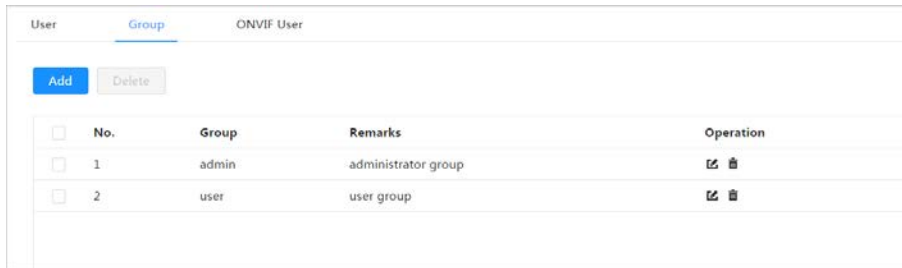 User Group ONVIF User
Add Delete
No. Group Remarks Operation
1 admin administrator group
2 user user group